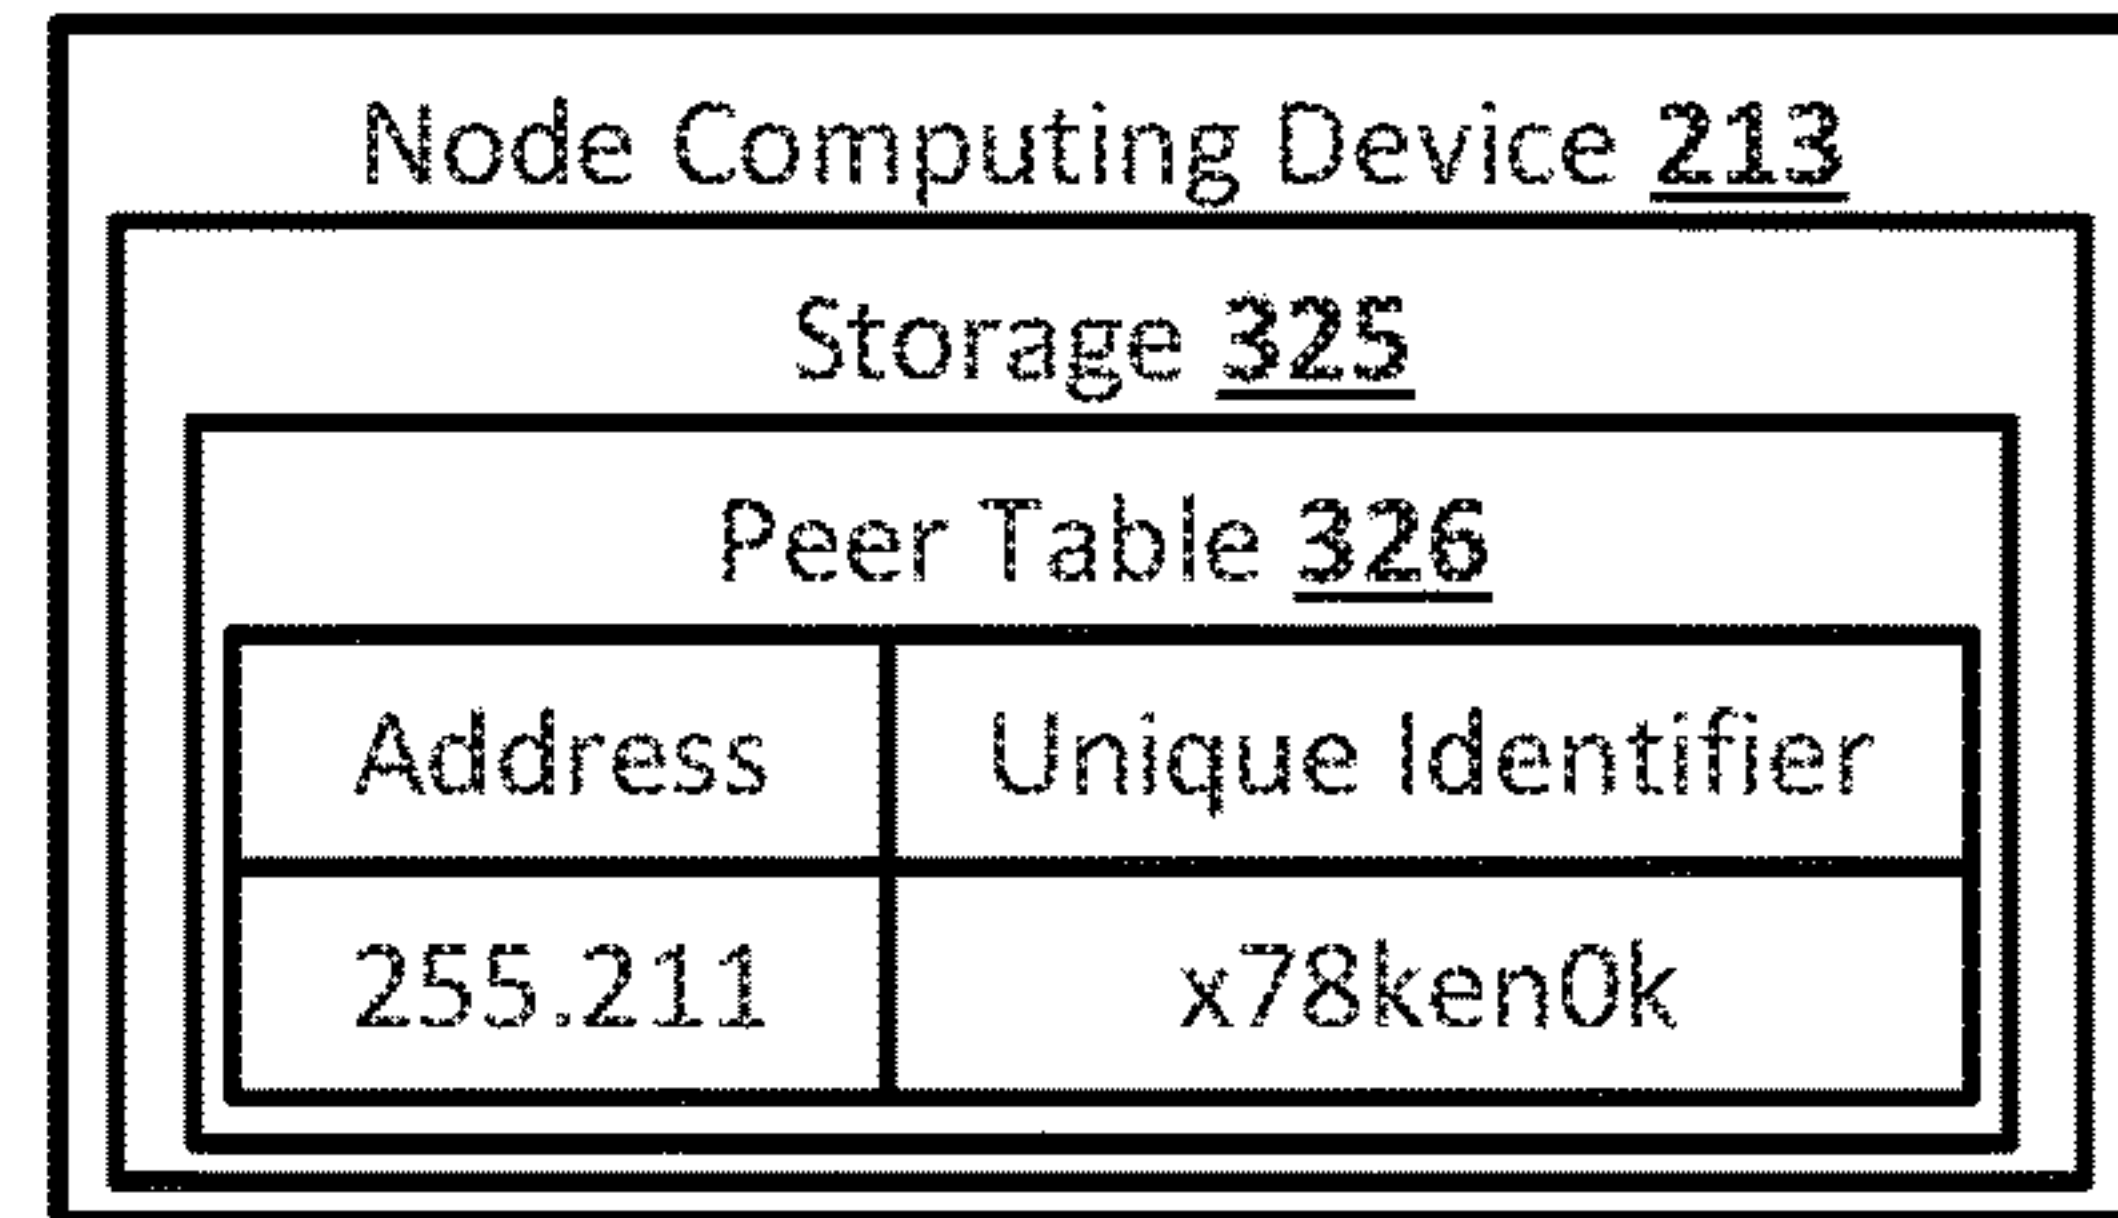 Node Computing Device 213
Storage 325
Peer Table 326
Address Unique Identifier
255.211 x78ken0k